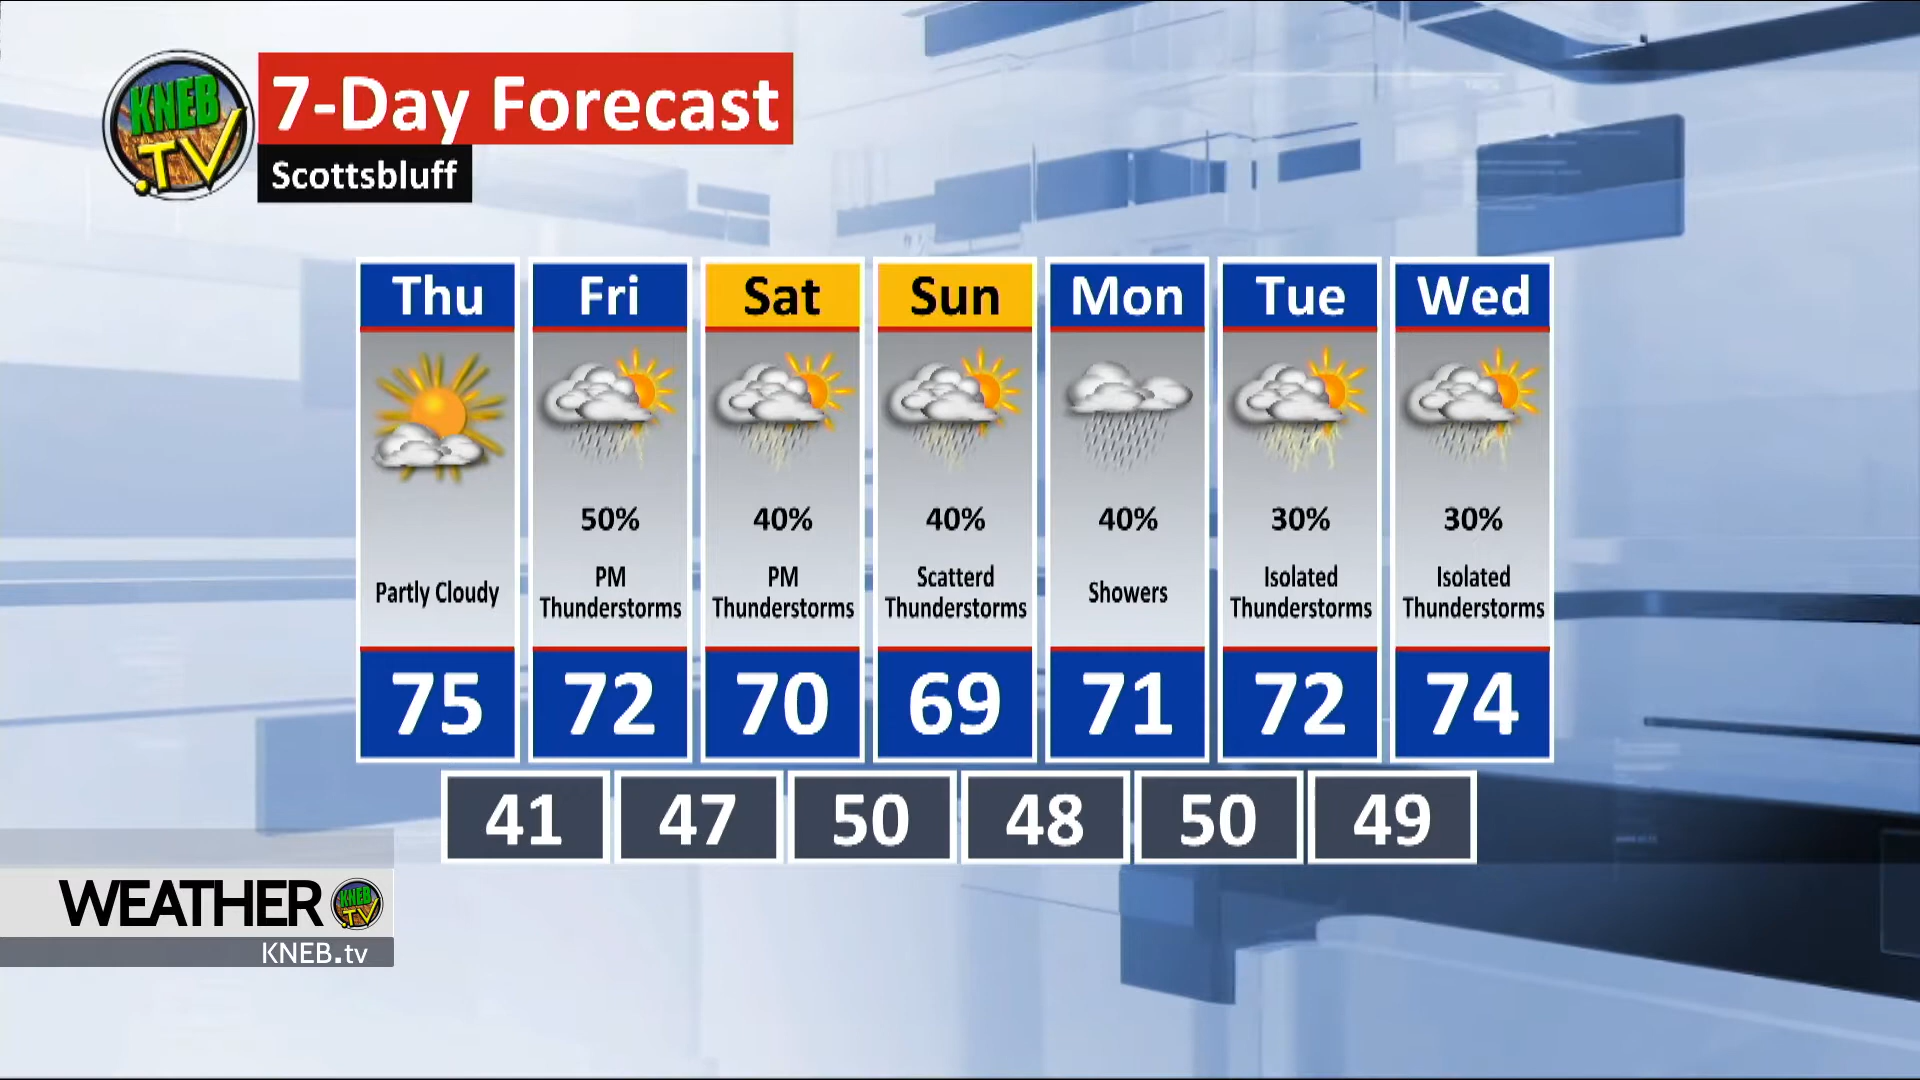 KNEB
.TV
7-Day Forecast
Scottsbluff
Thu Fri Sat Sun Mon Tue Wed
50% 40% 40% 40% 30% 30%
Partly Cloudy
PM
Thunderstorms
PM
Thunderstorms
Scatterd
Thunderstorms
Showers
Isolated
Thunderstorms
Isolated
Thunderstorms
75 72 70 69 71 72 74
41 47 50 48 50 49
WEATHER KNEB .TV
KNEB.tv